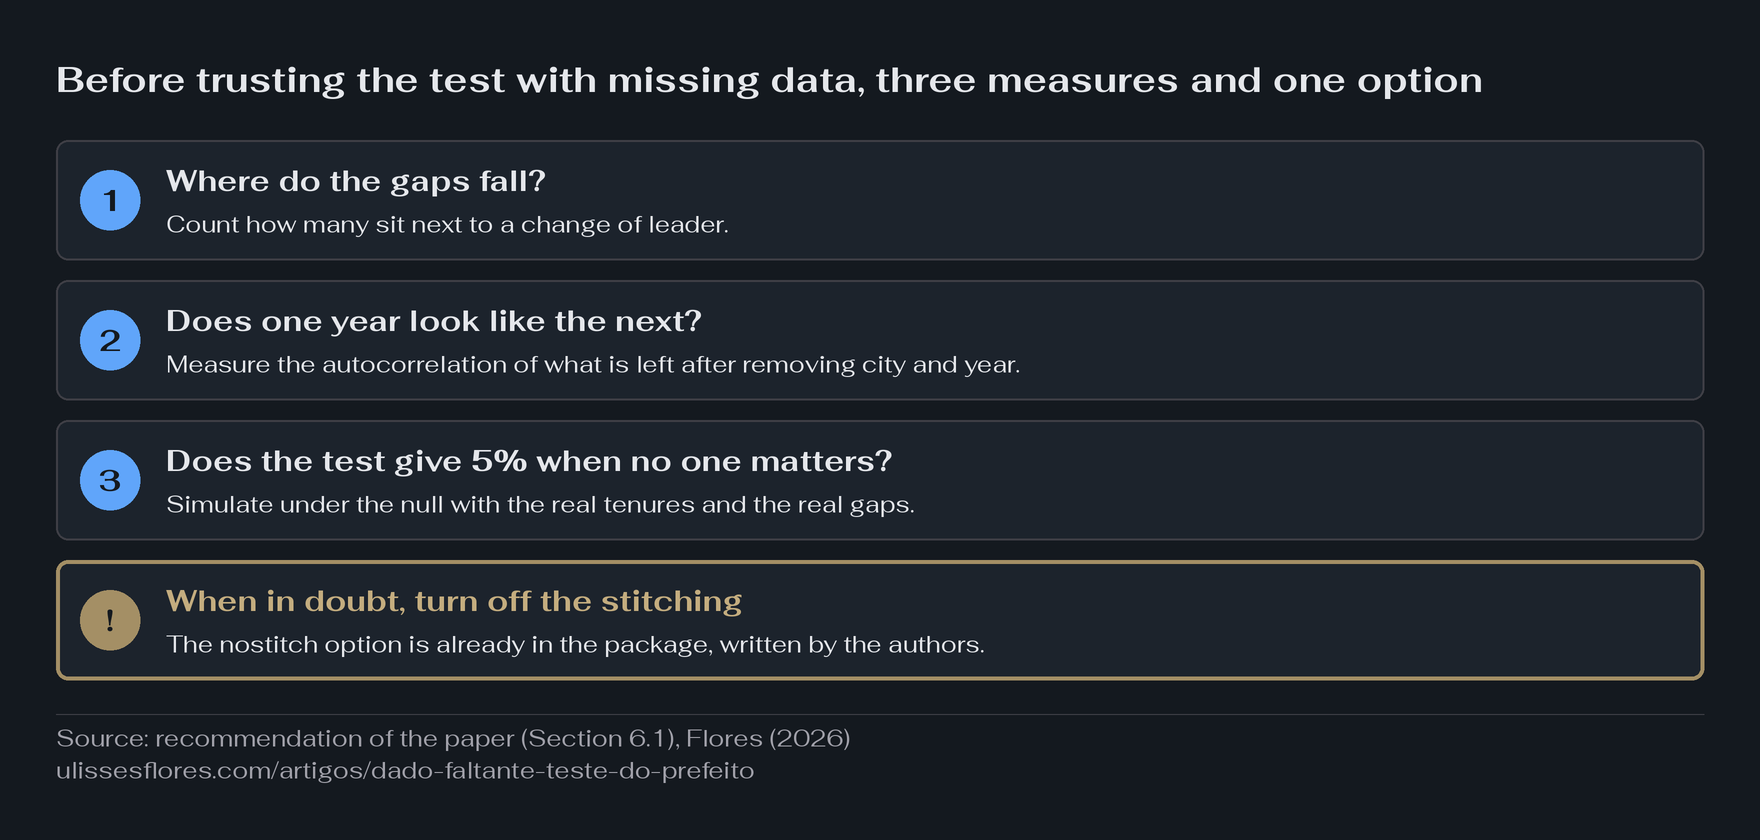 Before trusting the test with missing data, three measures and one option
1
Where do the gaps fall?
Count how many sit next to a change of leader.
2
Does one year look like the next?
Measure the autocorrelation of what is left after removing city and year.
3
Does the test give 5% when no one matters?
Simulate under the null with the real tenures and the real gaps.
!
When in doubt, turn off the stitching
The nostitch option is already in the package, written by the authors.
Source: recommendation of the paper (Section 6.1), Flores (2026)
ulissesflores.com/artigos/dado-faltante-teste-do-prefeito